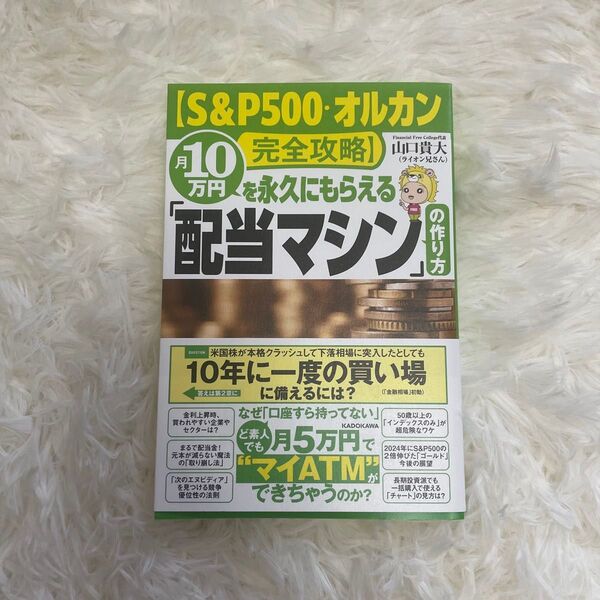 【S&P500・オルカン
完全攻略】
Financial Free College代表
山口貴大
(ライオン兄さん)
月10万円
を永久にもらえる
「配当マシン」
の作り方
QUESTION
米国株が本格クラッシュして下落相場に突入したとしても
10年に一度の買い場
答えは第2章に
に備えるには?
(「金融相場」初動)
金利上昇時、
買われやすい企業や
セクターは?
まるで配当金!
元本が減らない魔法
の「取り崩し法」
「次のエヌビディア」
を見つける競争
優位性の法則
なぜ「口座すら持ってない」
KADOKAWA
ど素人でも
月5万円で
“マイATM”が
できちゃうのか?
50歳以上の
「インデックスのみ」が
超危険なワケ
2024年にS&P500の
2倍伸びた「ゴールド」
今後の展望
長期投資派でも
一括購入で使える
「チャート」の見方は?